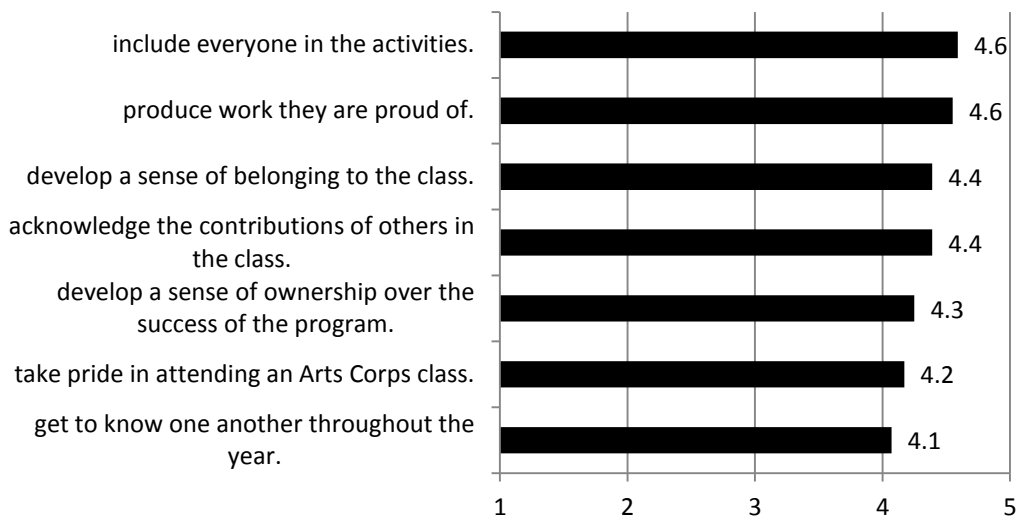 include everyone in the activities.
4.6
produce work they are proud of.
4.6
develop a sense of belonging to the class.
4.4
acknowledge the contributions of others in
the class.
4.4
develop a sense of ownership over the
success of the program.
4.3
take pride in attending an Arts Corps class.
4.2
get to know one another throughout the
year.
4.1
1 2 3 4 5